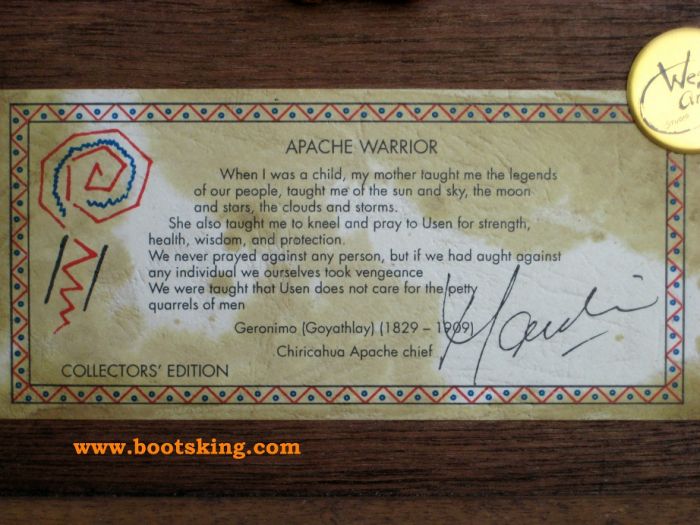 APACHE WARRIOR
When I was a child, my mother taught me the legends
of our people, taught me of the sun and sky, the moon
and stars, the clouds and storms.
She also taught me to kneel and pray to Usen for strength,
health, wisdom, and protection.
We never prayed against any person, but if we had aught against
any individual we ourselves took vengeance
We were taught that Usen does not care for the petty
quarrels of men
Geronimo (Goyathlay) (1829 – 1909)
Chiricahua Apache chief
COLLECTORS' EDITION
www.bootsking.com